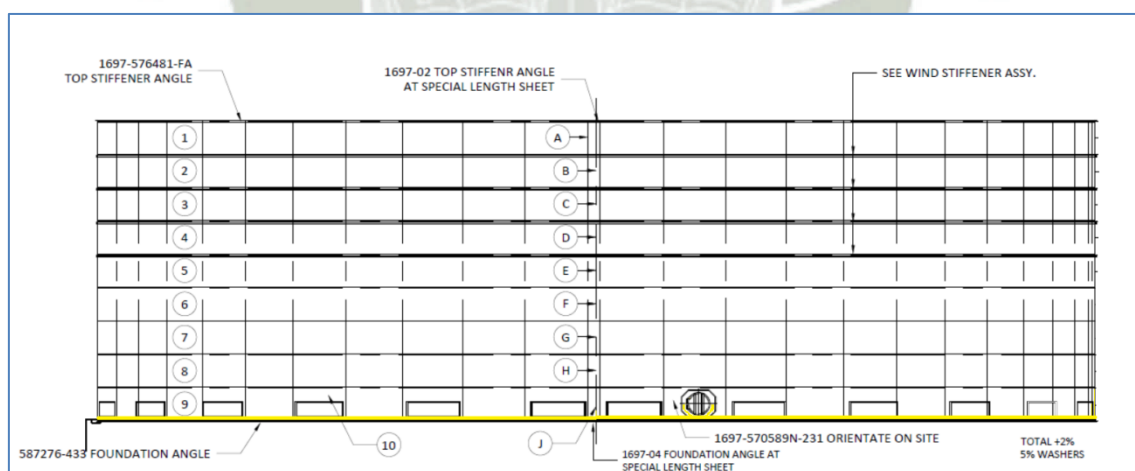 1697-576481-FA
TOP STIFFENER ANGLE
1697-02 TOP STIFFENR ANGLE
AT SPECIAL LENGTH SHEET
SEE WIND STIFFENER ASSY.
1
A
2
B
3
C
4
D
5
E
6
F
7
G
8
H
9
10
J
587276-433 FOUNDATION ANGLE
1697-570589N-231 ORIENTATE ON SITE
1697-04 FOUNDATION ANGLE AT
SPECIAL LENGTH SHEET
TOTAL +2%
5% WASHERS